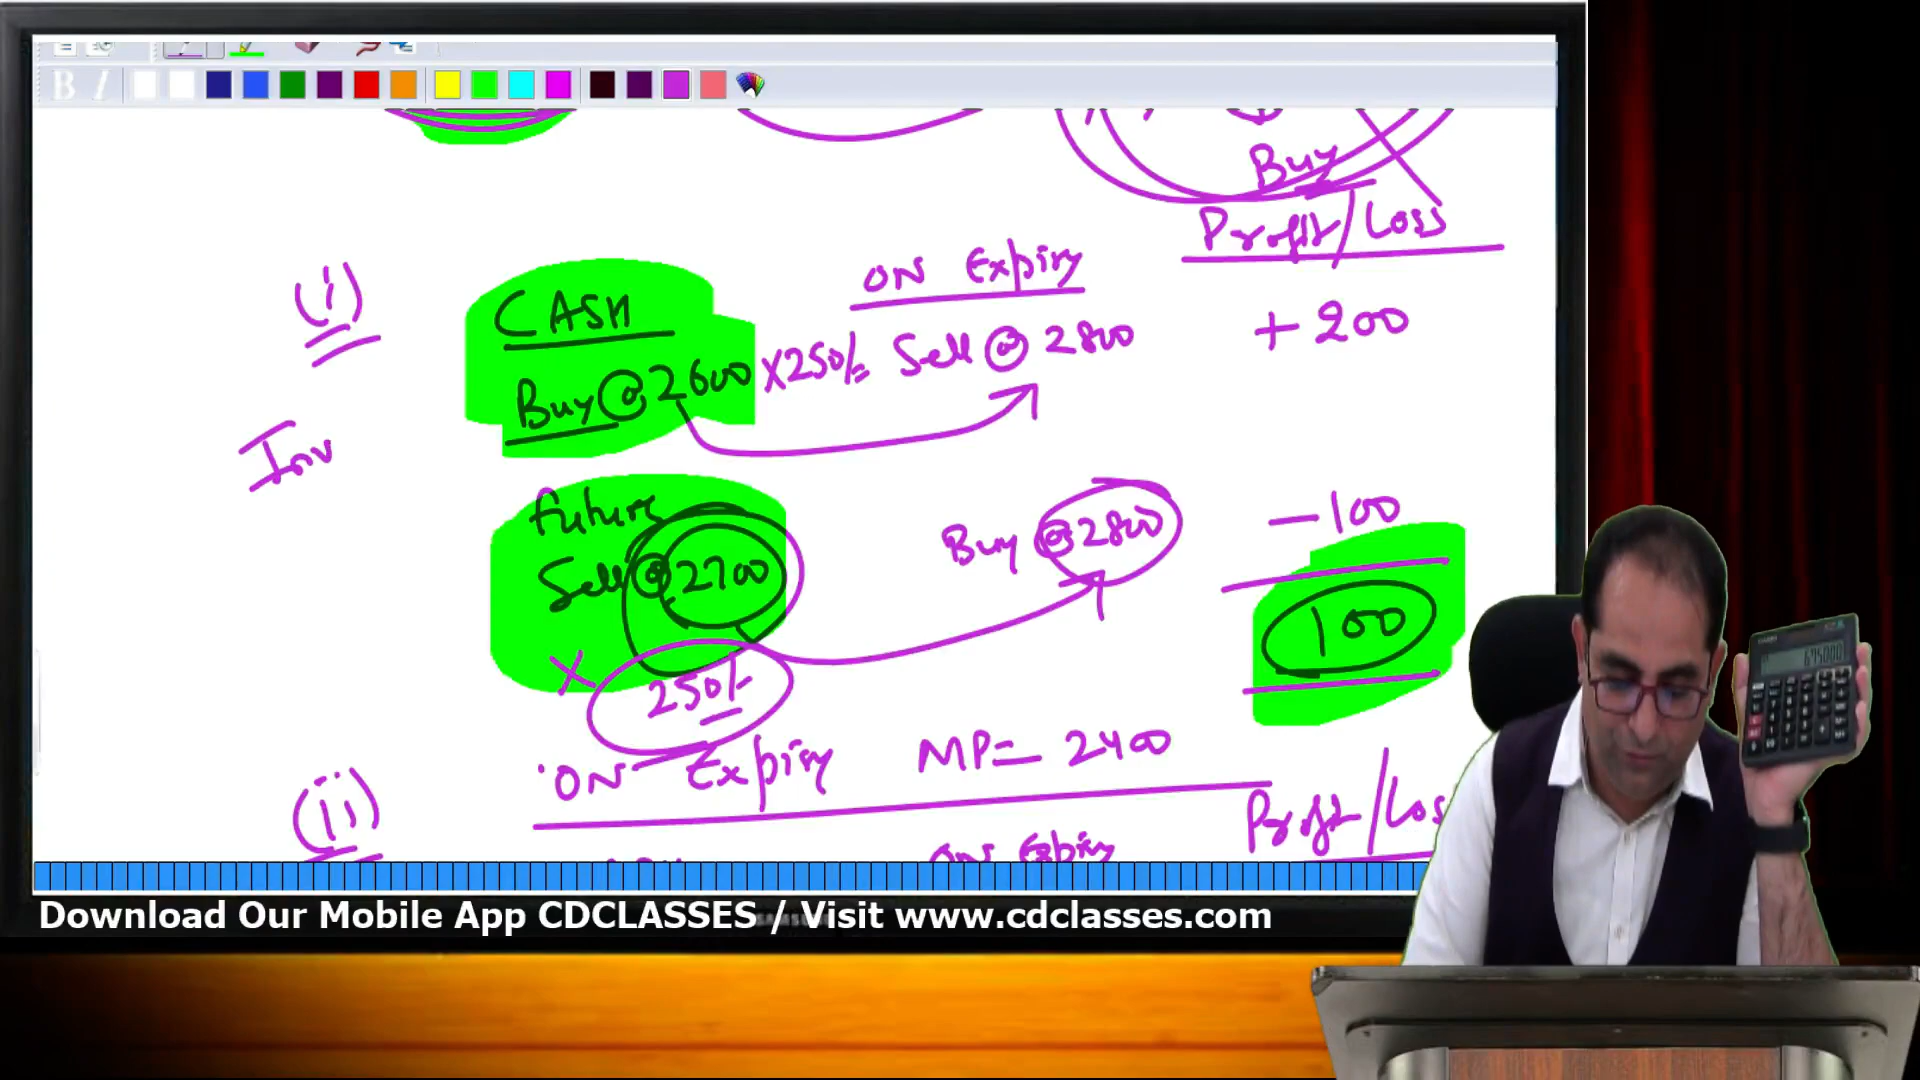 B I
Buy
Profit/Loss
(i)
ON Expiry
CASH
Buy @ 2600 X250/= Sell @ 2800
+ 200
Inv
Future
Sell @ 2700
Buy @ 2800
- 100
100
X 250/-
ON Expiry MP= 2400
(ii)
Profit/Los
ON Expiry
675000
Download Our Mobile App CDCLASSES / Visit www.cdclasses.com